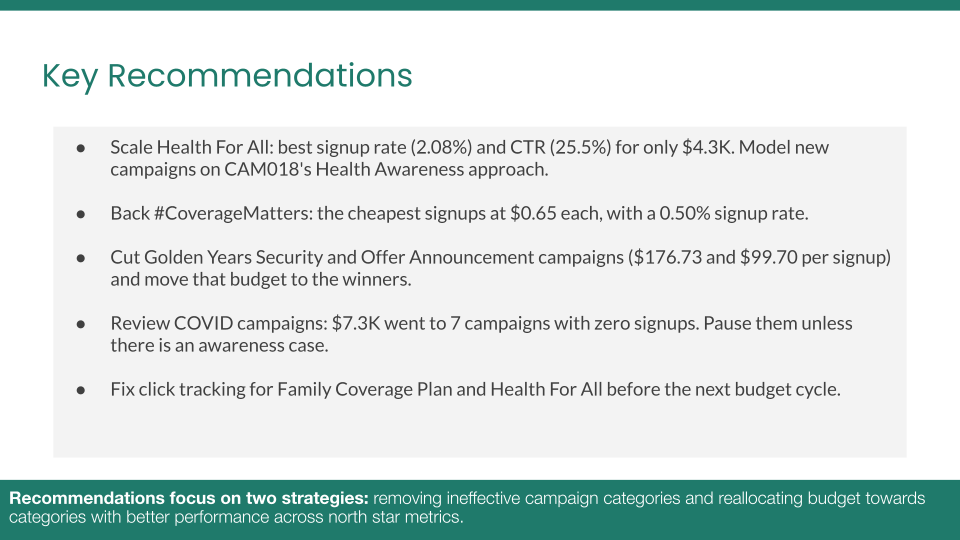 Key Recommendations
● Scale Health For All: best signup rate (2.08%) and CTR (25.5%) for only $4.3K. Model new
campaigns on CAM018's Health Awareness approach.
● Back #CoverageMatters: the cheapest signups at $0.65 each, with a 0.50% signup rate.
● Cut Golden Years Security and Offer Announcement campaigns ($176.73 and $99.70 per signup)
and move that budget to the winners.
● Review COVID campaigns: $7.3K went to 7 campaigns with zero signups. Pause them unless
there is an awareness case.
● Fix click tracking for Family Coverage Plan and Health For All before the next budget cycle.
Recommendations focus on two strategies: removing ineffective campaign categories and reallocating budget towards
categories with better performance across north star metrics.